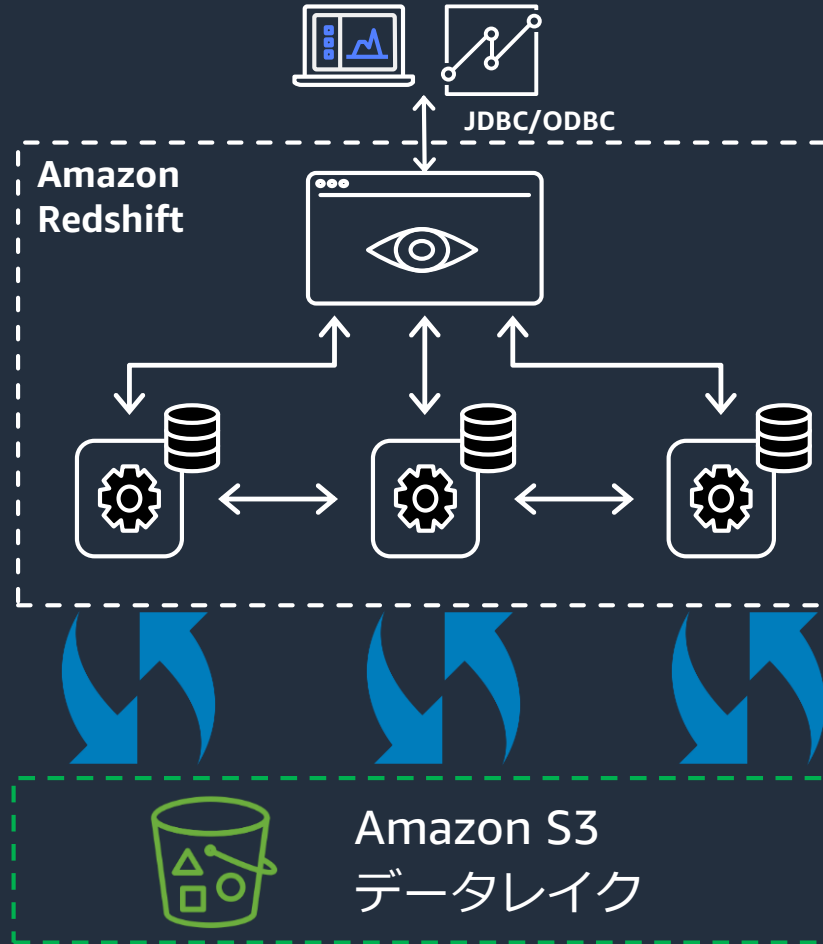 JDBC/ODBC
Amazon
Redshift
Amazon S3
データレイク